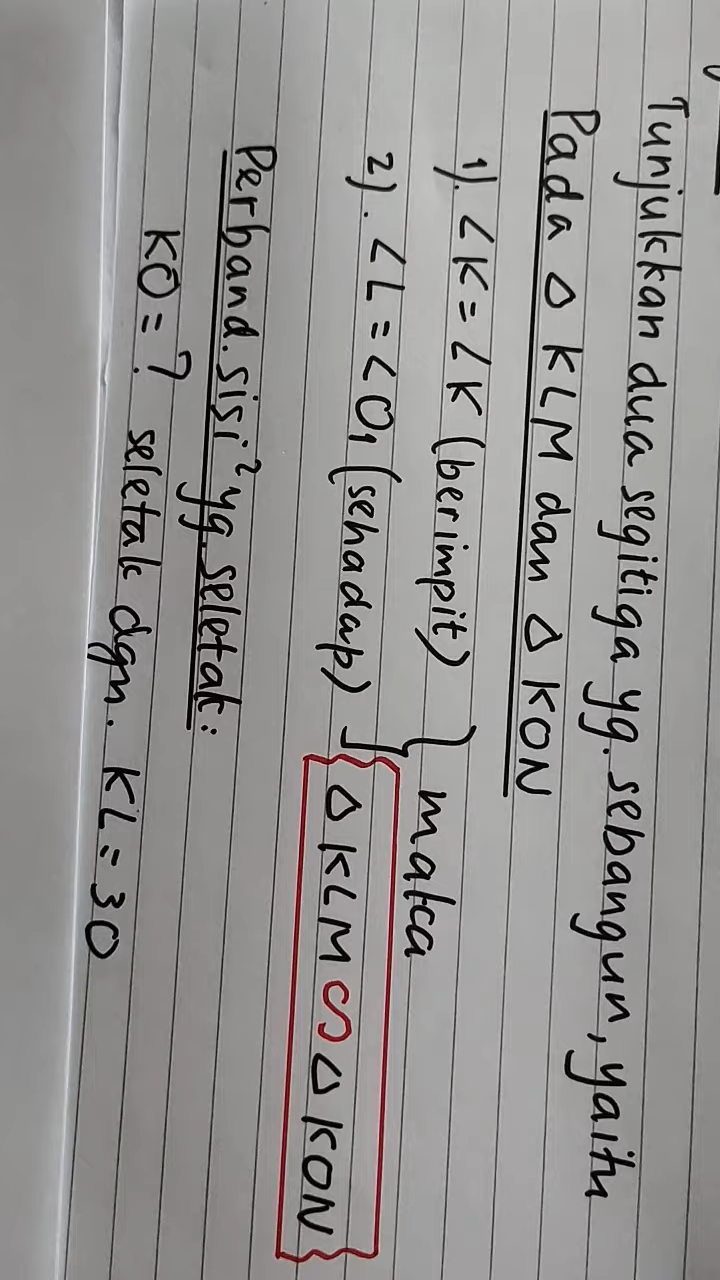 Tunjukkan dua segitiga yg. sebangun, yaitu
Pada △ KLM dan △ KON
1). ∠K = ∠K (berimpit) } maka
2). ∠L = ∠O₁ (sehadap) } △ KLM ∽ △ KON
Perband. sisi² yg. seletak:
KO = ? seletak dgn. KL = 30